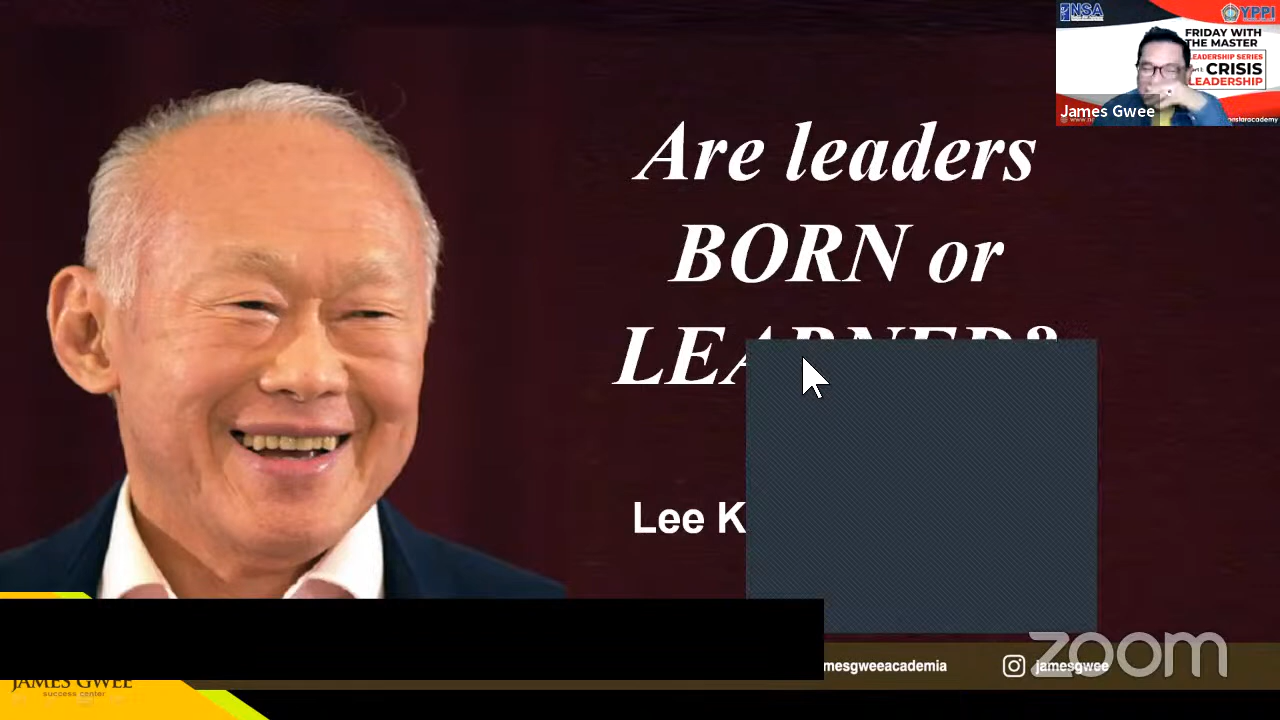 NSA
YPPI
FRIDAY WITH
THE MASTER
LEADERSHIP SERIES
CRISIS
LEADERSHIP
James Gwee
Are leaders
BORN or
LEARNED?
Lee K
mesgweeacademia
jamesgwee
zoom
JAMES GWEE
success center